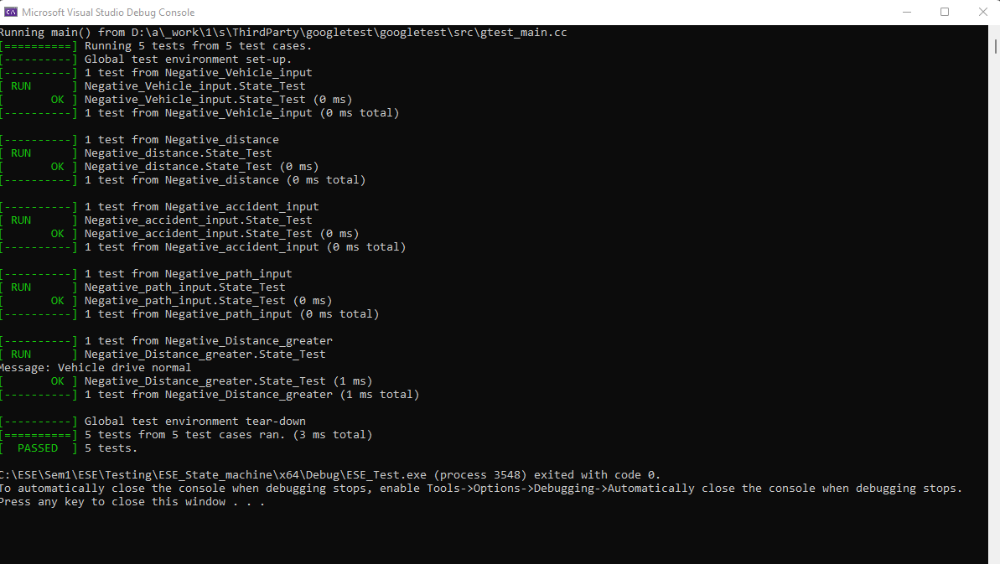 Microsoft Visual Studio Debug Console
Running main() from D:\a\_work\1\s\ThirdParty\googletest\googletest\src\gtest_main.cc
[==========] Running 5 tests from 5 test cases.
[----------] Global test environment set-up.
[----------] 1 test from Negative_Vehicle_input
[ RUN      ] Negative_Vehicle_input.State_Test
[       OK ] Negative_Vehicle_input.State_Test (0 ms)
[----------] 1 test from Negative_Vehicle_input (0 ms total)

[----------] 1 test from Negative_distance
[ RUN      ] Negative_distance.State_Test
[       OK ] Negative_distance.State_Test (0 ms)
[----------] 1 test from Negative_distance (0 ms total)

[----------] 1 test from Negative_accident_input
[ RUN      ] Negative_accident_input.State_Test
[       OK ] Negative_accident_input.State_Test (0 ms)
[----------] 1 test from Negative_accident_input (0 ms total)

[----------] 1 test from Negative_path_input
[ RUN      ] Negative_path_input.State_Test
[       OK ] Negative_path_input.State_Test (0 ms)
[----------] 1 test from Negative_path_input (0 ms total)

[----------] 1 test from Negative_Distance_greater
[ RUN      ] Negative_Distance_greater.State_Test
Message: Vehicle drive normal
[       OK ] Negative_Distance_greater.State_Test (1 ms)
[----------] 1 test from Negative_Distance_greater (1 ms total)

[----------] Global test environment tear-down
[==========] 5 tests from 5 test cases ran. (3 ms total)
[  PASSED  ] 5 tests.

C:\ESE\Sem1\ESE\Testing\ESE_State_machine\x64\Debug\ESE_Test.exe (process 3548) exited with code 0.
To automatically close the console when debugging stops, enable Tools->Options->Debugging->Automatically close the console when debugging stops.
Press any key to close this window . . .